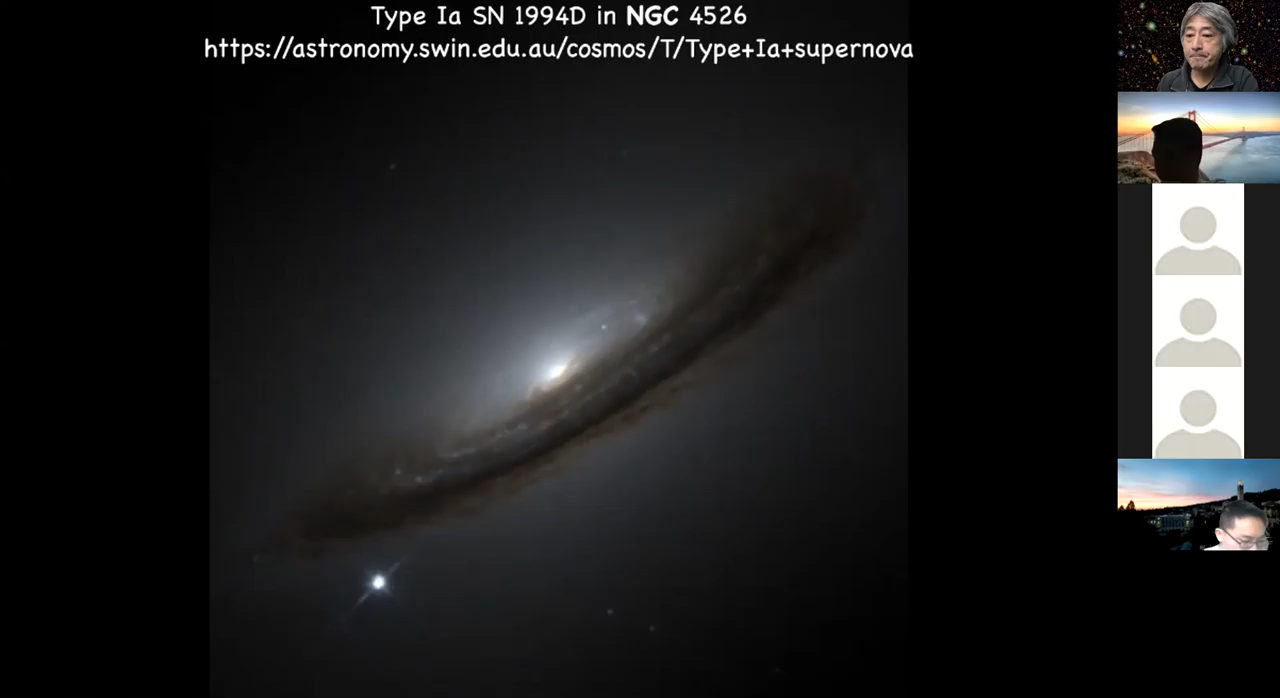 Type Ia SN 1994D in NGC 4526
https://astronomy.swin.edu.au/cosmos/T/Type+Ia+supernova